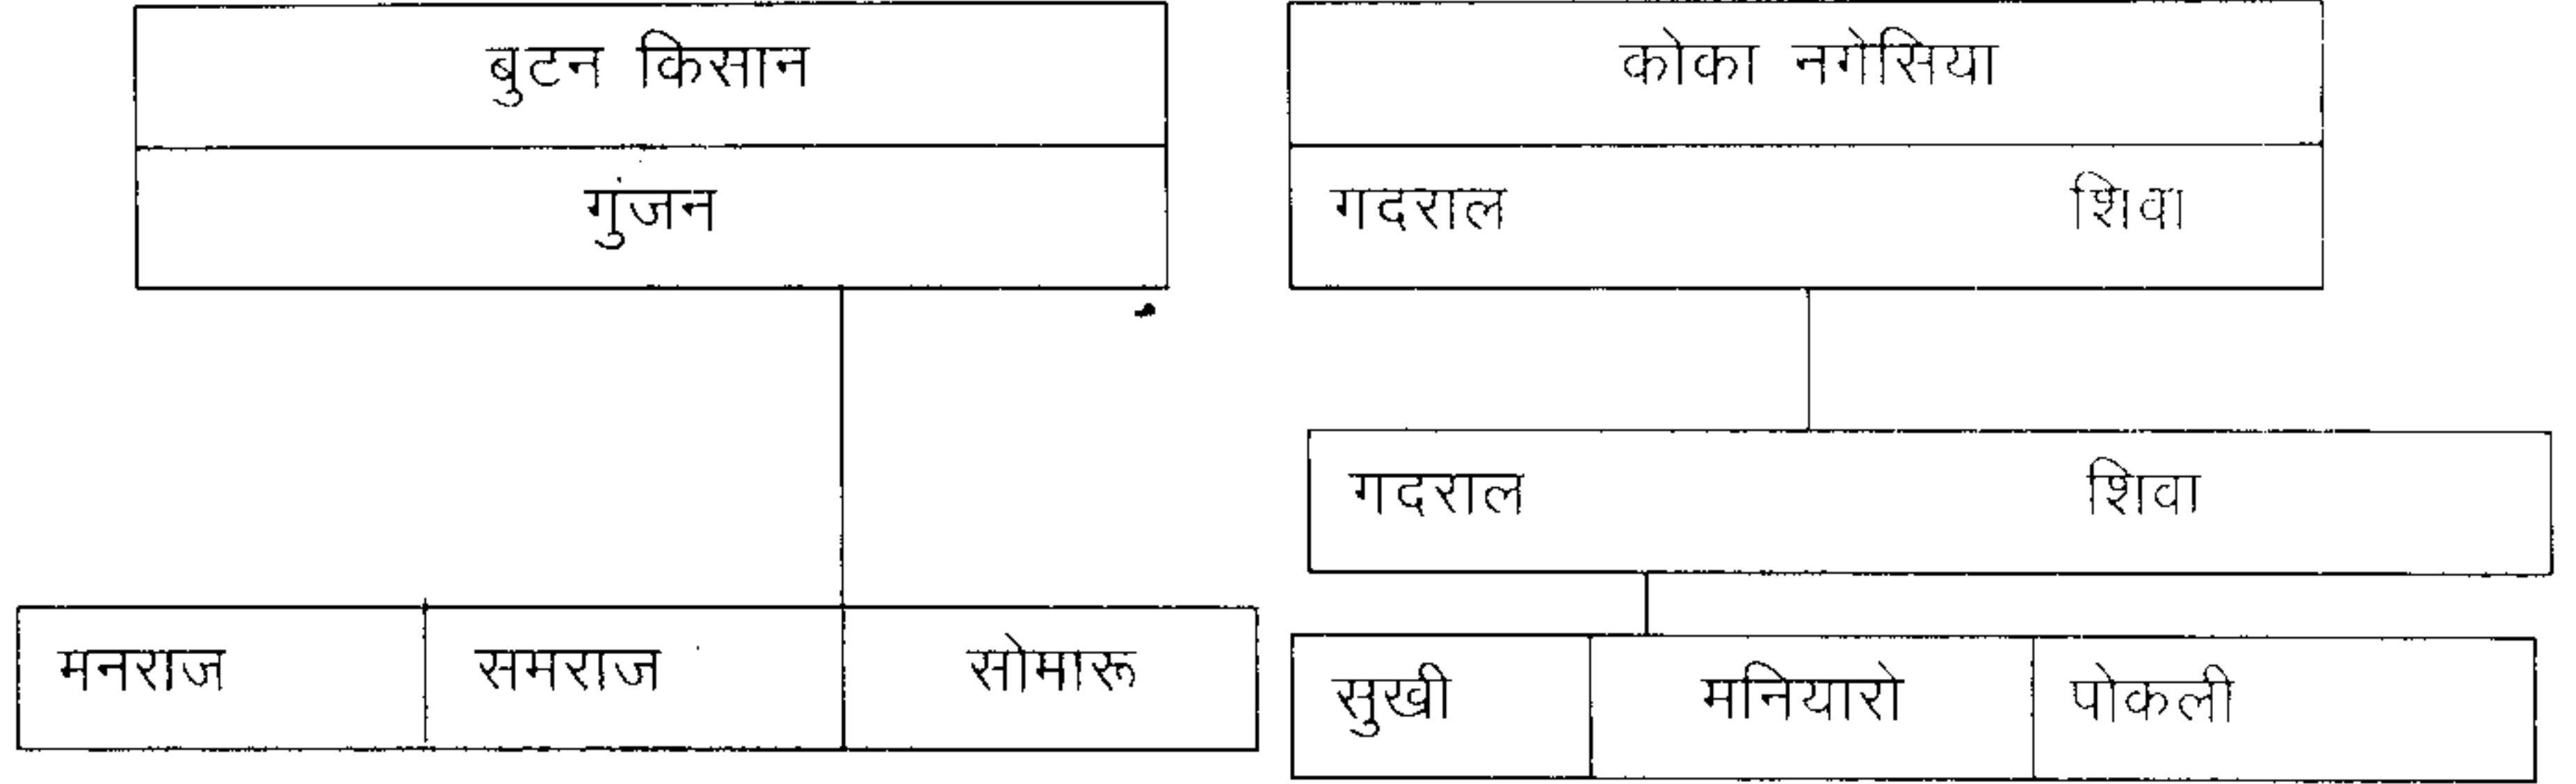 बुटन किसान
गुंजन
मनराज समराज सोमारू
कोका नगेसिया
गदराल शिवा
गदराल शिवा
सुखी मनियारो पोकली